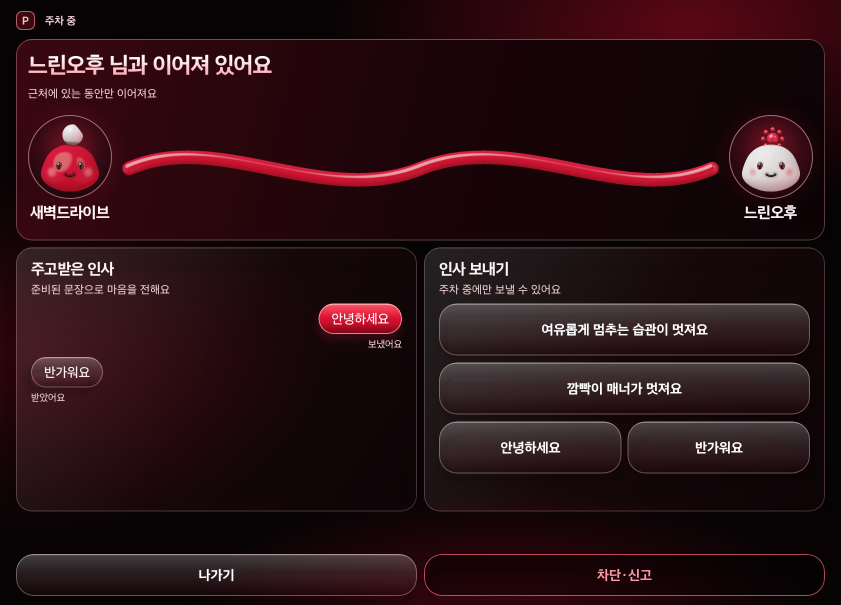 P 주차 중
느린오후 님과 이어져 있어요
근처에 있는 동안만 이어져요
새벽드라이브
느린오후
주고받은 인사
준비된 문장으로 마음을 전해요
안녕하세요
보냈어요
반가워요
받았어요
인사 보내기
주차 중에만 보낼 수 있어요
여유롭게 멈추는 습관이 멋져요
깜빡이 매너가 멋져요
안녕하세요
반가워요
나가기
차단·신고